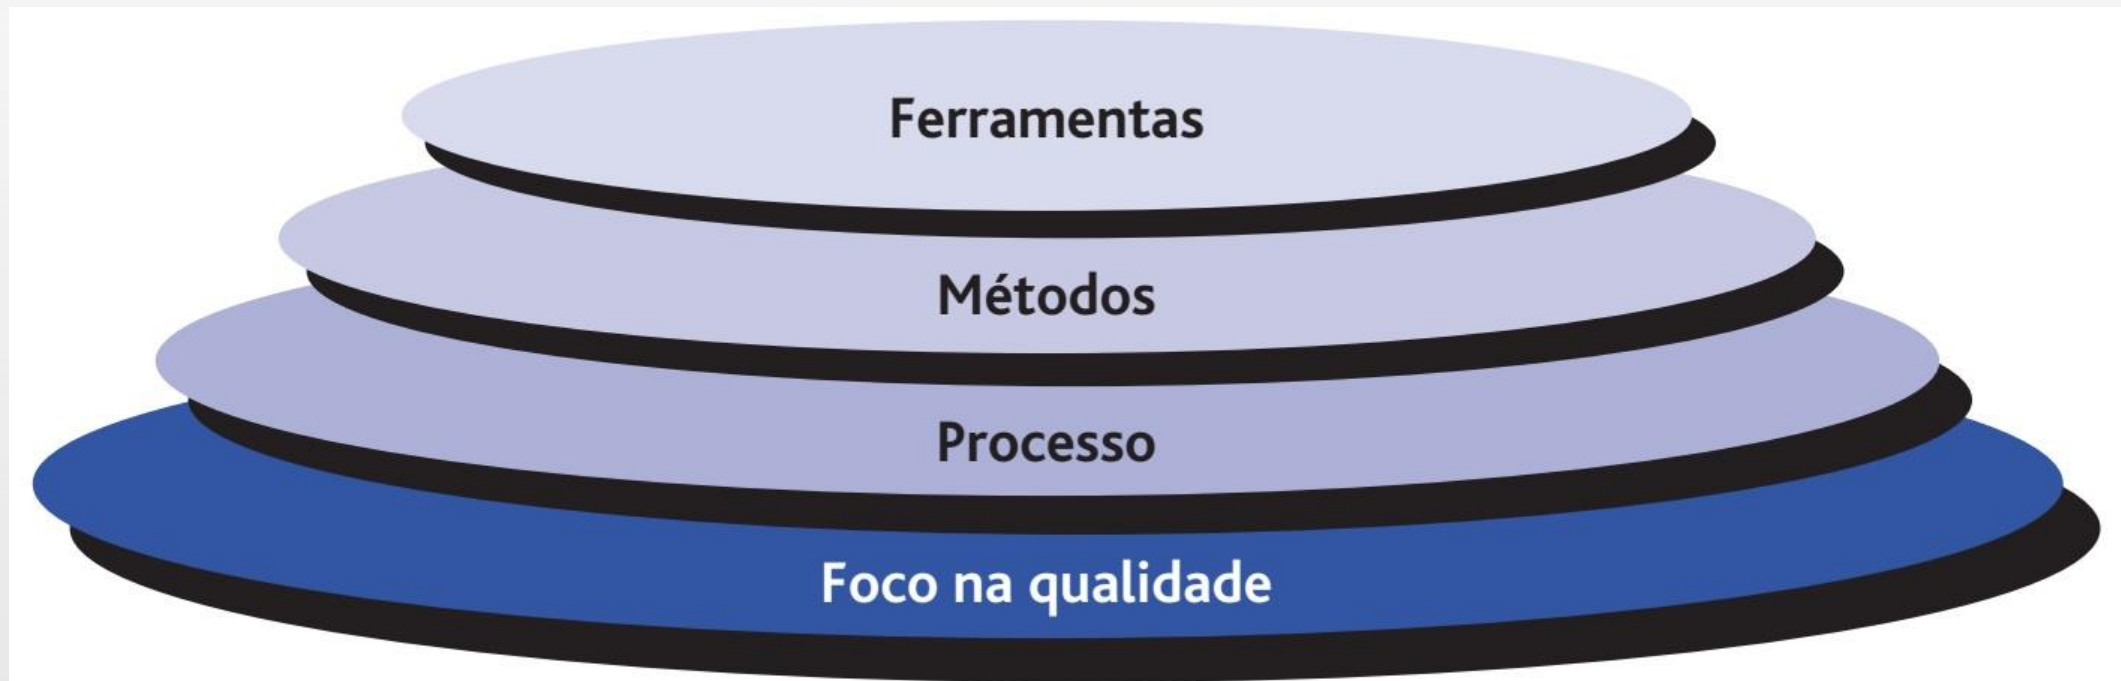 Ferramentas
Métodos
Processo
Foco na qualidade